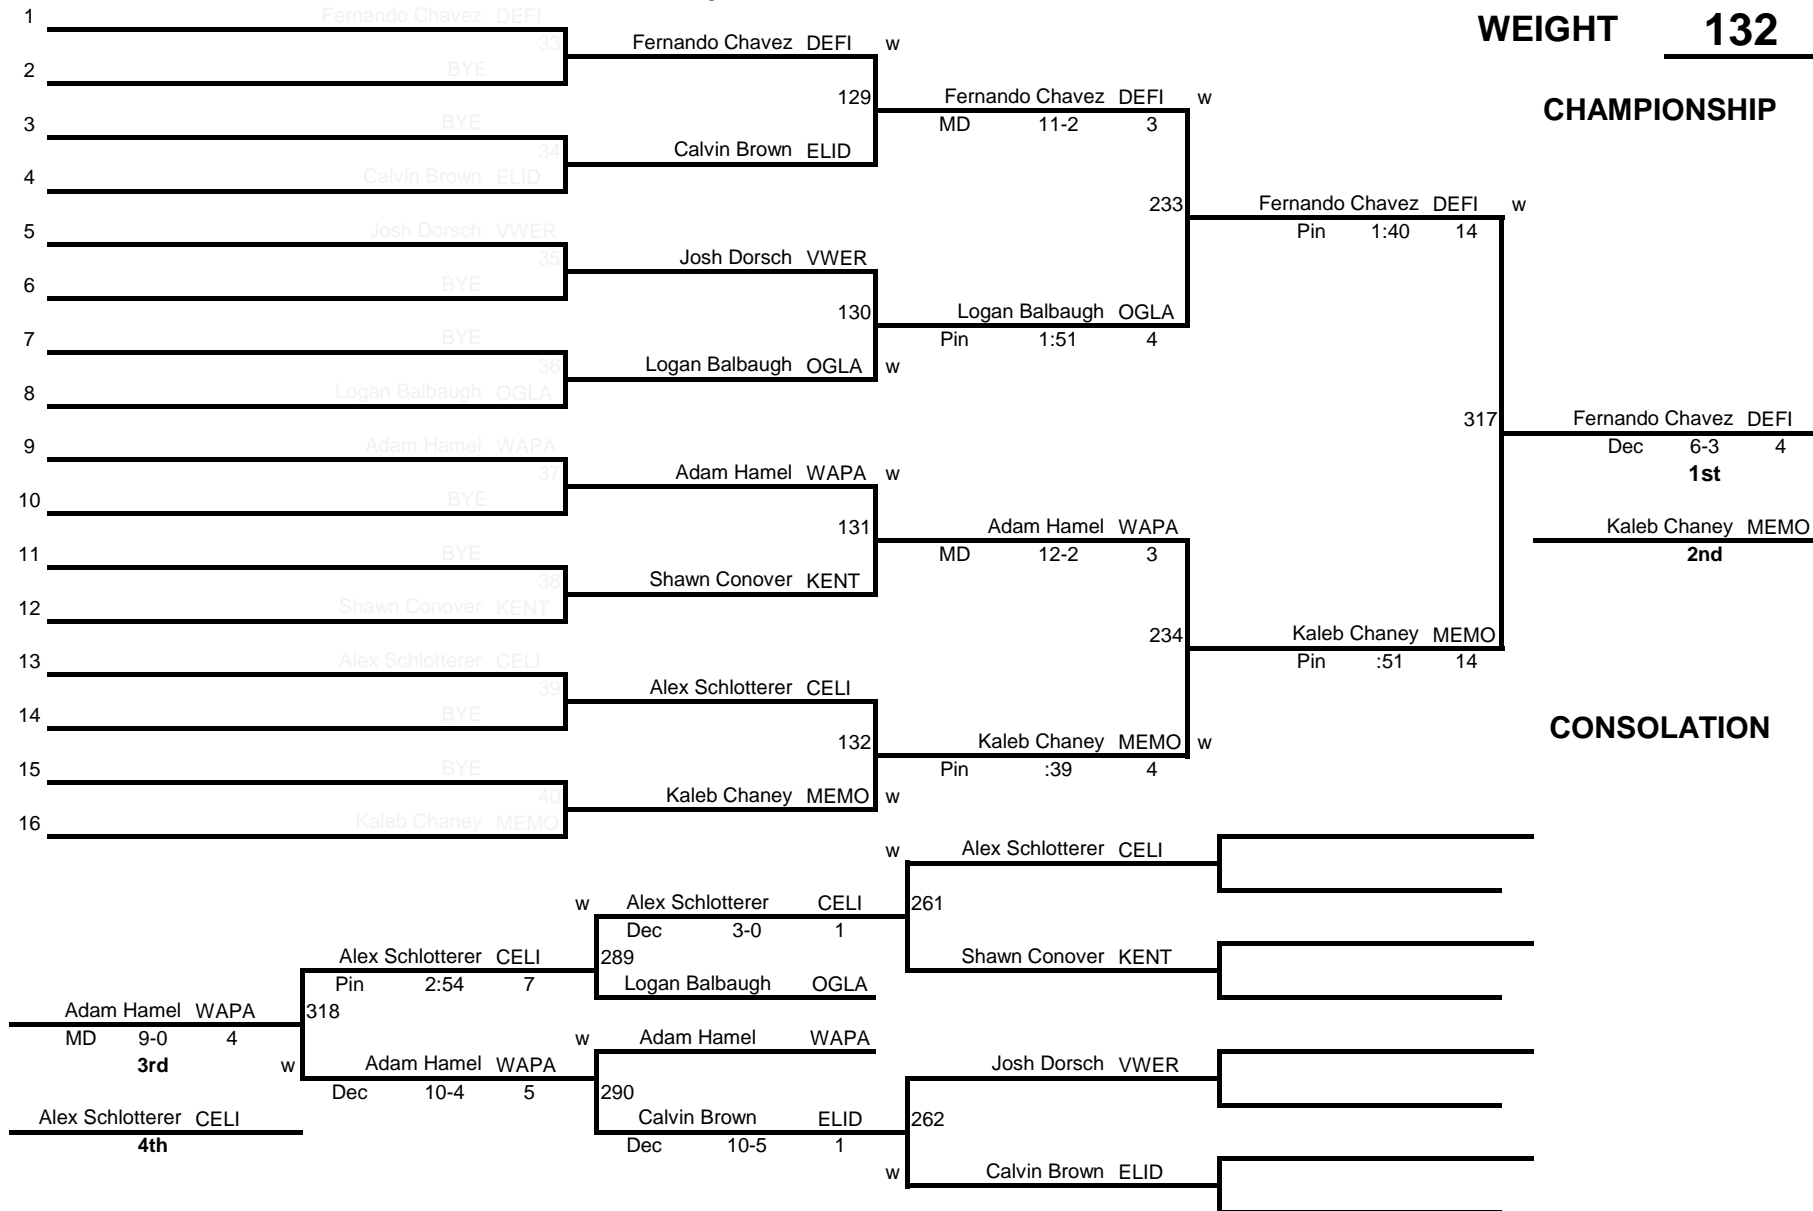 WEIGHT 132
1 Fernando Chavez DEFI
33
Fernando Chavez DEFI w
2 BYE
129
Fernando Chavez DEFI w
MD 11-2 3
CHAMPIONSHIP
3 BYE
34
Calvin Brown ELID
4 Calvin Brown ELID
233
Fernando Chavez DEFI w
Pin 1:40 14
5 Josh Dorsch VWER
35
Josh Dorsch VWER
6 BYE
130
Logan Balbaugh OGLA
Pin 1:51 4
7 BYE
36
Logan Balbaugh OGLA w
8 Logan Balbaugh OGLA
317
Fernando Chavez DEFI
Dec 6-3 4
1st
9 Adam Hamel WAPA
37
Adam Hamel WAPA w
10 BYE
131
Adam Hamel WAPA
MD 12-2 3
Kaleb Chaney MEMO
2nd
11 BYE
38
Shawn Conover KENT
12 Shawn Conover KENT
234
Kaleb Chaney MEMO
Pin :51 14
13 Alex Schlotterer CELI
39
Alex Schlotterer CELI
14 BYE
132
Kaleb Chaney MEMO w
Pin :39 4
CONSOLATION
15 BYE
40
Kaleb Chaney MEMO w
16 Kaleb Chaney MEMO
w Alex Schlotterer CELI
w Alex Schlotterer CELI
261
Dec 3-0 1
Alex Schlotterer CELI
289
Shawn Conover KENT
Pin 2:54 7
Logan Balbaugh OGLA
Adam Hamel WAPA
318
MD 9-0 4
w Adam Hamel WAPA
3rd
w Adam Hamel WAPA
Josh Dorsch VWER
Dec 10-4 5
290
Alex Schlotterer CELI
Calvin Brown ELID
262
4th
Dec 10-5 1
w Calvin Brown ELID